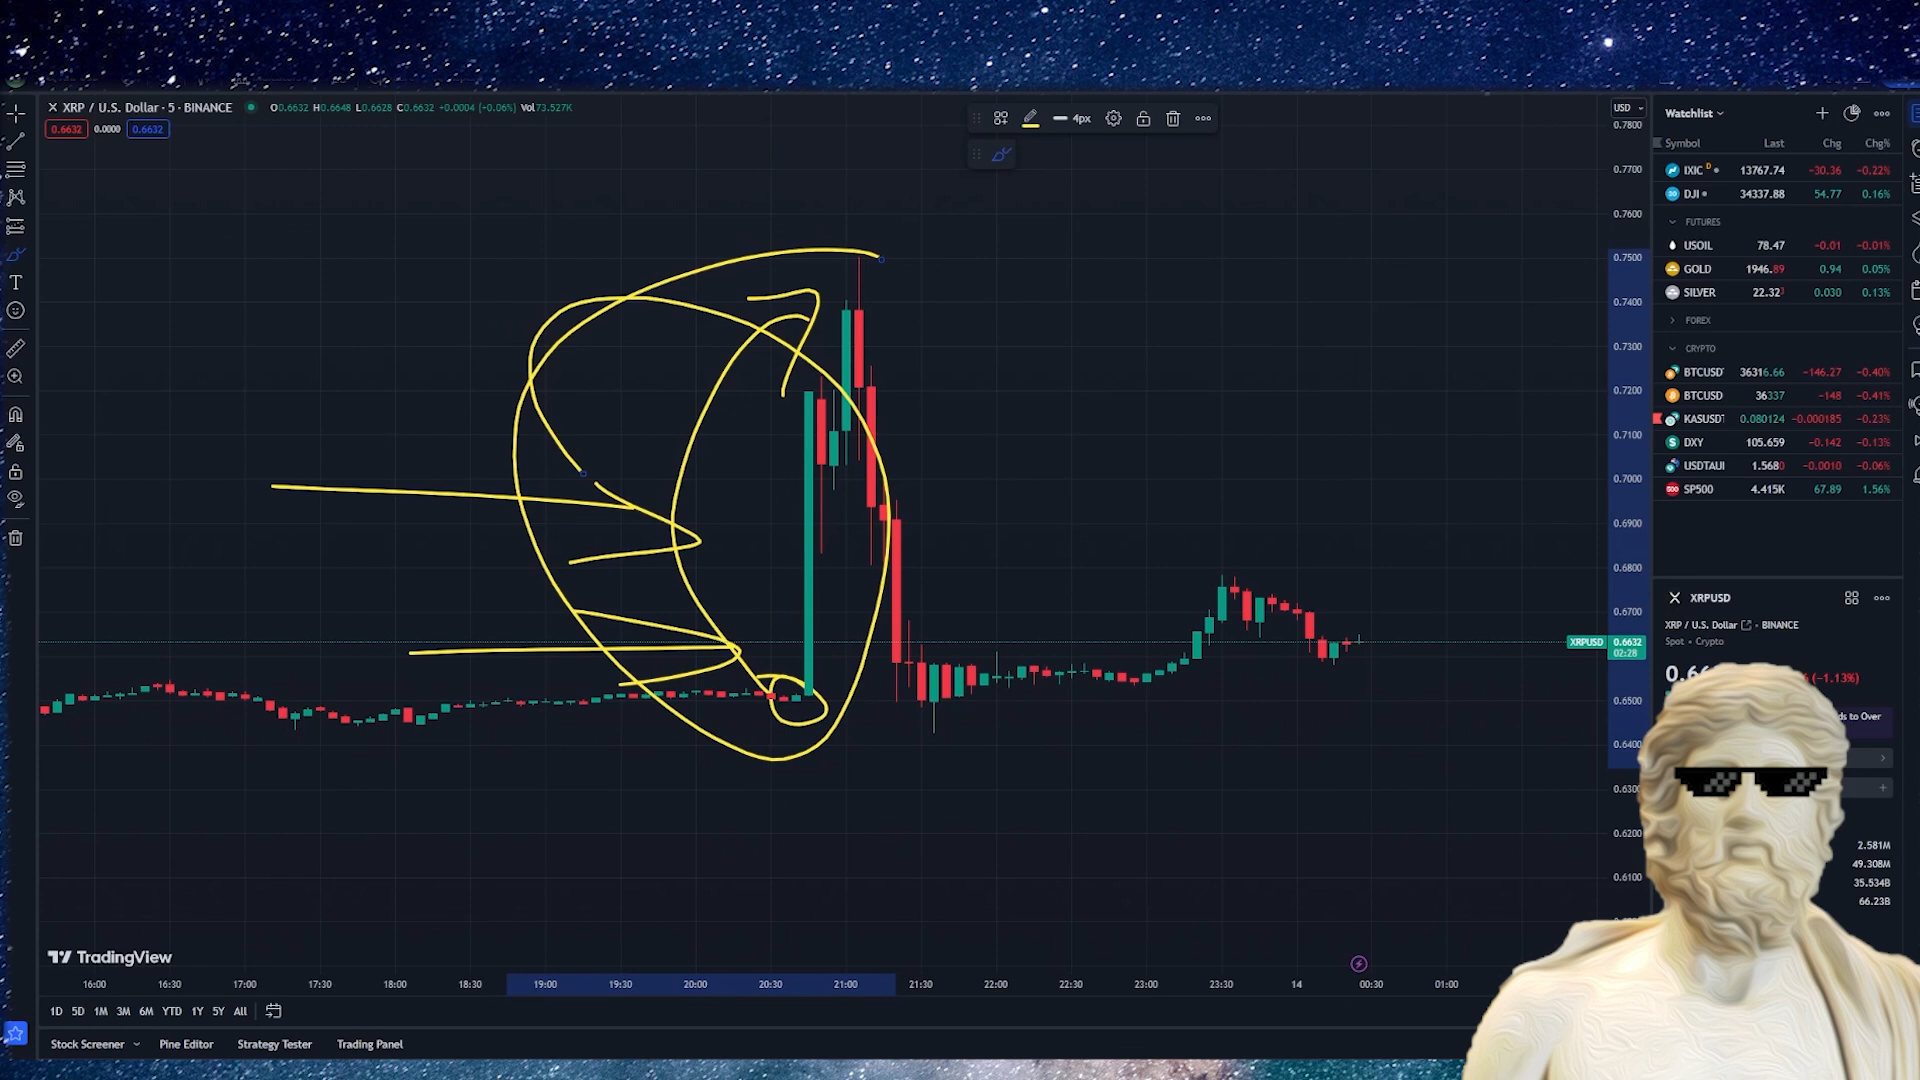 XRP / U.S. Dollar · 5 · BINANCE O0.6632 H0.6648 L0.6628 C0.6632 +0.0004 (+0.06%) Vol73.527K
0.6632 0.0000 0.6632
4px
USD
0.7800
0.7700
0.7600
0.7500
0.7400
0.7300
0.7200
0.7100
0.7000
0.6900
0.6800
0.6700
XRPUSD 0.6632
02:28
0.6500
0.6400
0.6300
0.6200
0.6100
TradingView
16:00 16:30 17:00 17:30 18:00 18:30 19:00 19:30 20:00 20:30 21:00 21:30 22:00 22:30 23:00 23:30 14 00:30 01:00
1D 5D 1M 3M 6M YTD 1Y 5Y All
Stock Screener Pine Editor Strategy Tester Trading Panel
Watchlist
Symbol Last Chg Chg%
IXIC D 13767.74 −30.36 −0.22%
DJI 34337.88 54.77 0.16%
FUTURES
USOIL 78.47 −0.01 −0.01%
GOLD 1946.89 0.94 0.05%
SILVER 22.323 0.030 0.13%
FOREX
CRYPTO
BTCUSDT 36316.66 −146.27 −0.40%
BTCUSD 36337 −148 −0.41%
KASUSDT 0.080124 −0.000185 −0.23%
DXY 105.659 −0.142 −0.13%
USDTAUI 1.5680 −0.0010 −0.06%
500 SP500 4.415K 67.89 1.56%
XRPUSD
XRP / U.S. Dollar · BINANCE
Spot · Crypto
0.66 (−1.13%)
ds to Over
2.581M
49.308M
35.534B
66.23B